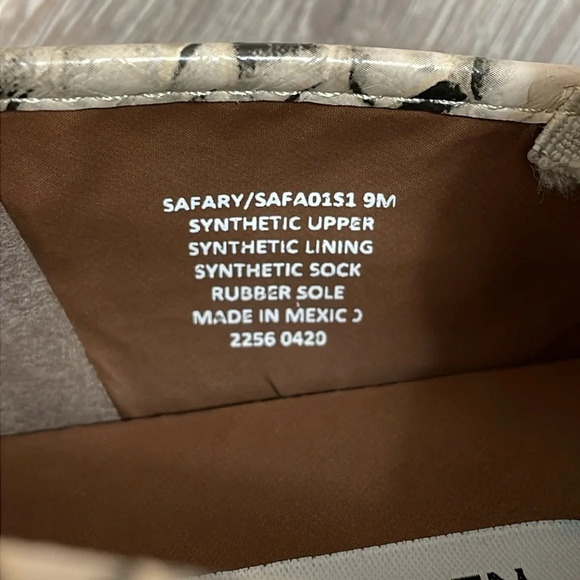 SAFARY/SAFA01S1 9M
SYNTHETIC UPPER
SYNTHETIC LINING
SYNTHETIC SOCK
RUBBER SOLE
MADE IN MEXICO
2256 0420